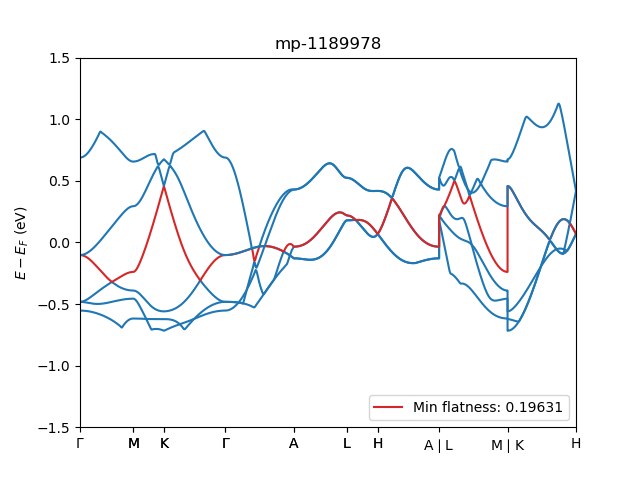 mp-1189978
1.5
1.0
0.5
0.0
−0.5
−1.0
−1.5
E − E_F (eV)
Γ M K Γ A L H A | L M | K H
Min flatness: 0.19631